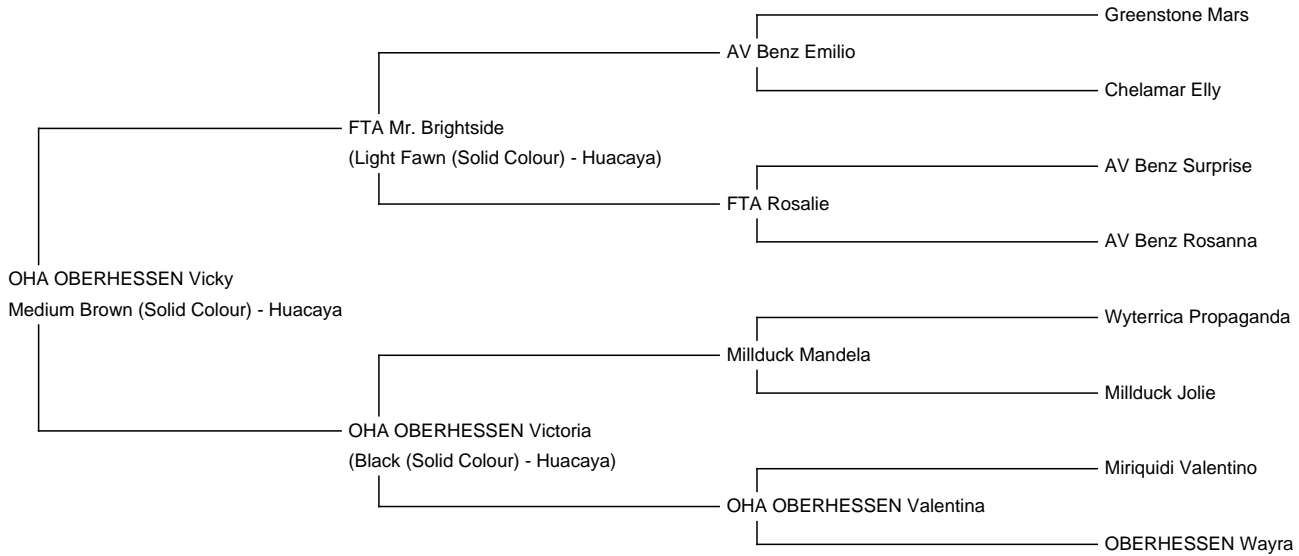 Greenstone Mars
AV Benz Emilio
Chelamar Elly
FTA Mr. Brightside
(Light Fawn (Solid Colour) - Huacaya)
AV Benz Surprise
FTA Rosalie
AV Benz Rosanna
OHA OBERHESSEN Vicky
Medium Brown (Solid Colour) - Huacaya
Wyterrica Propaganda
Millduck Mandela
Millduck Jolie
OHA OBERHESSEN Victoria
(Black (Solid Colour) - Huacaya)
Miriquidi Valentino
OHA OBERHESSEN Valentina
OBERHESSEN Wayra